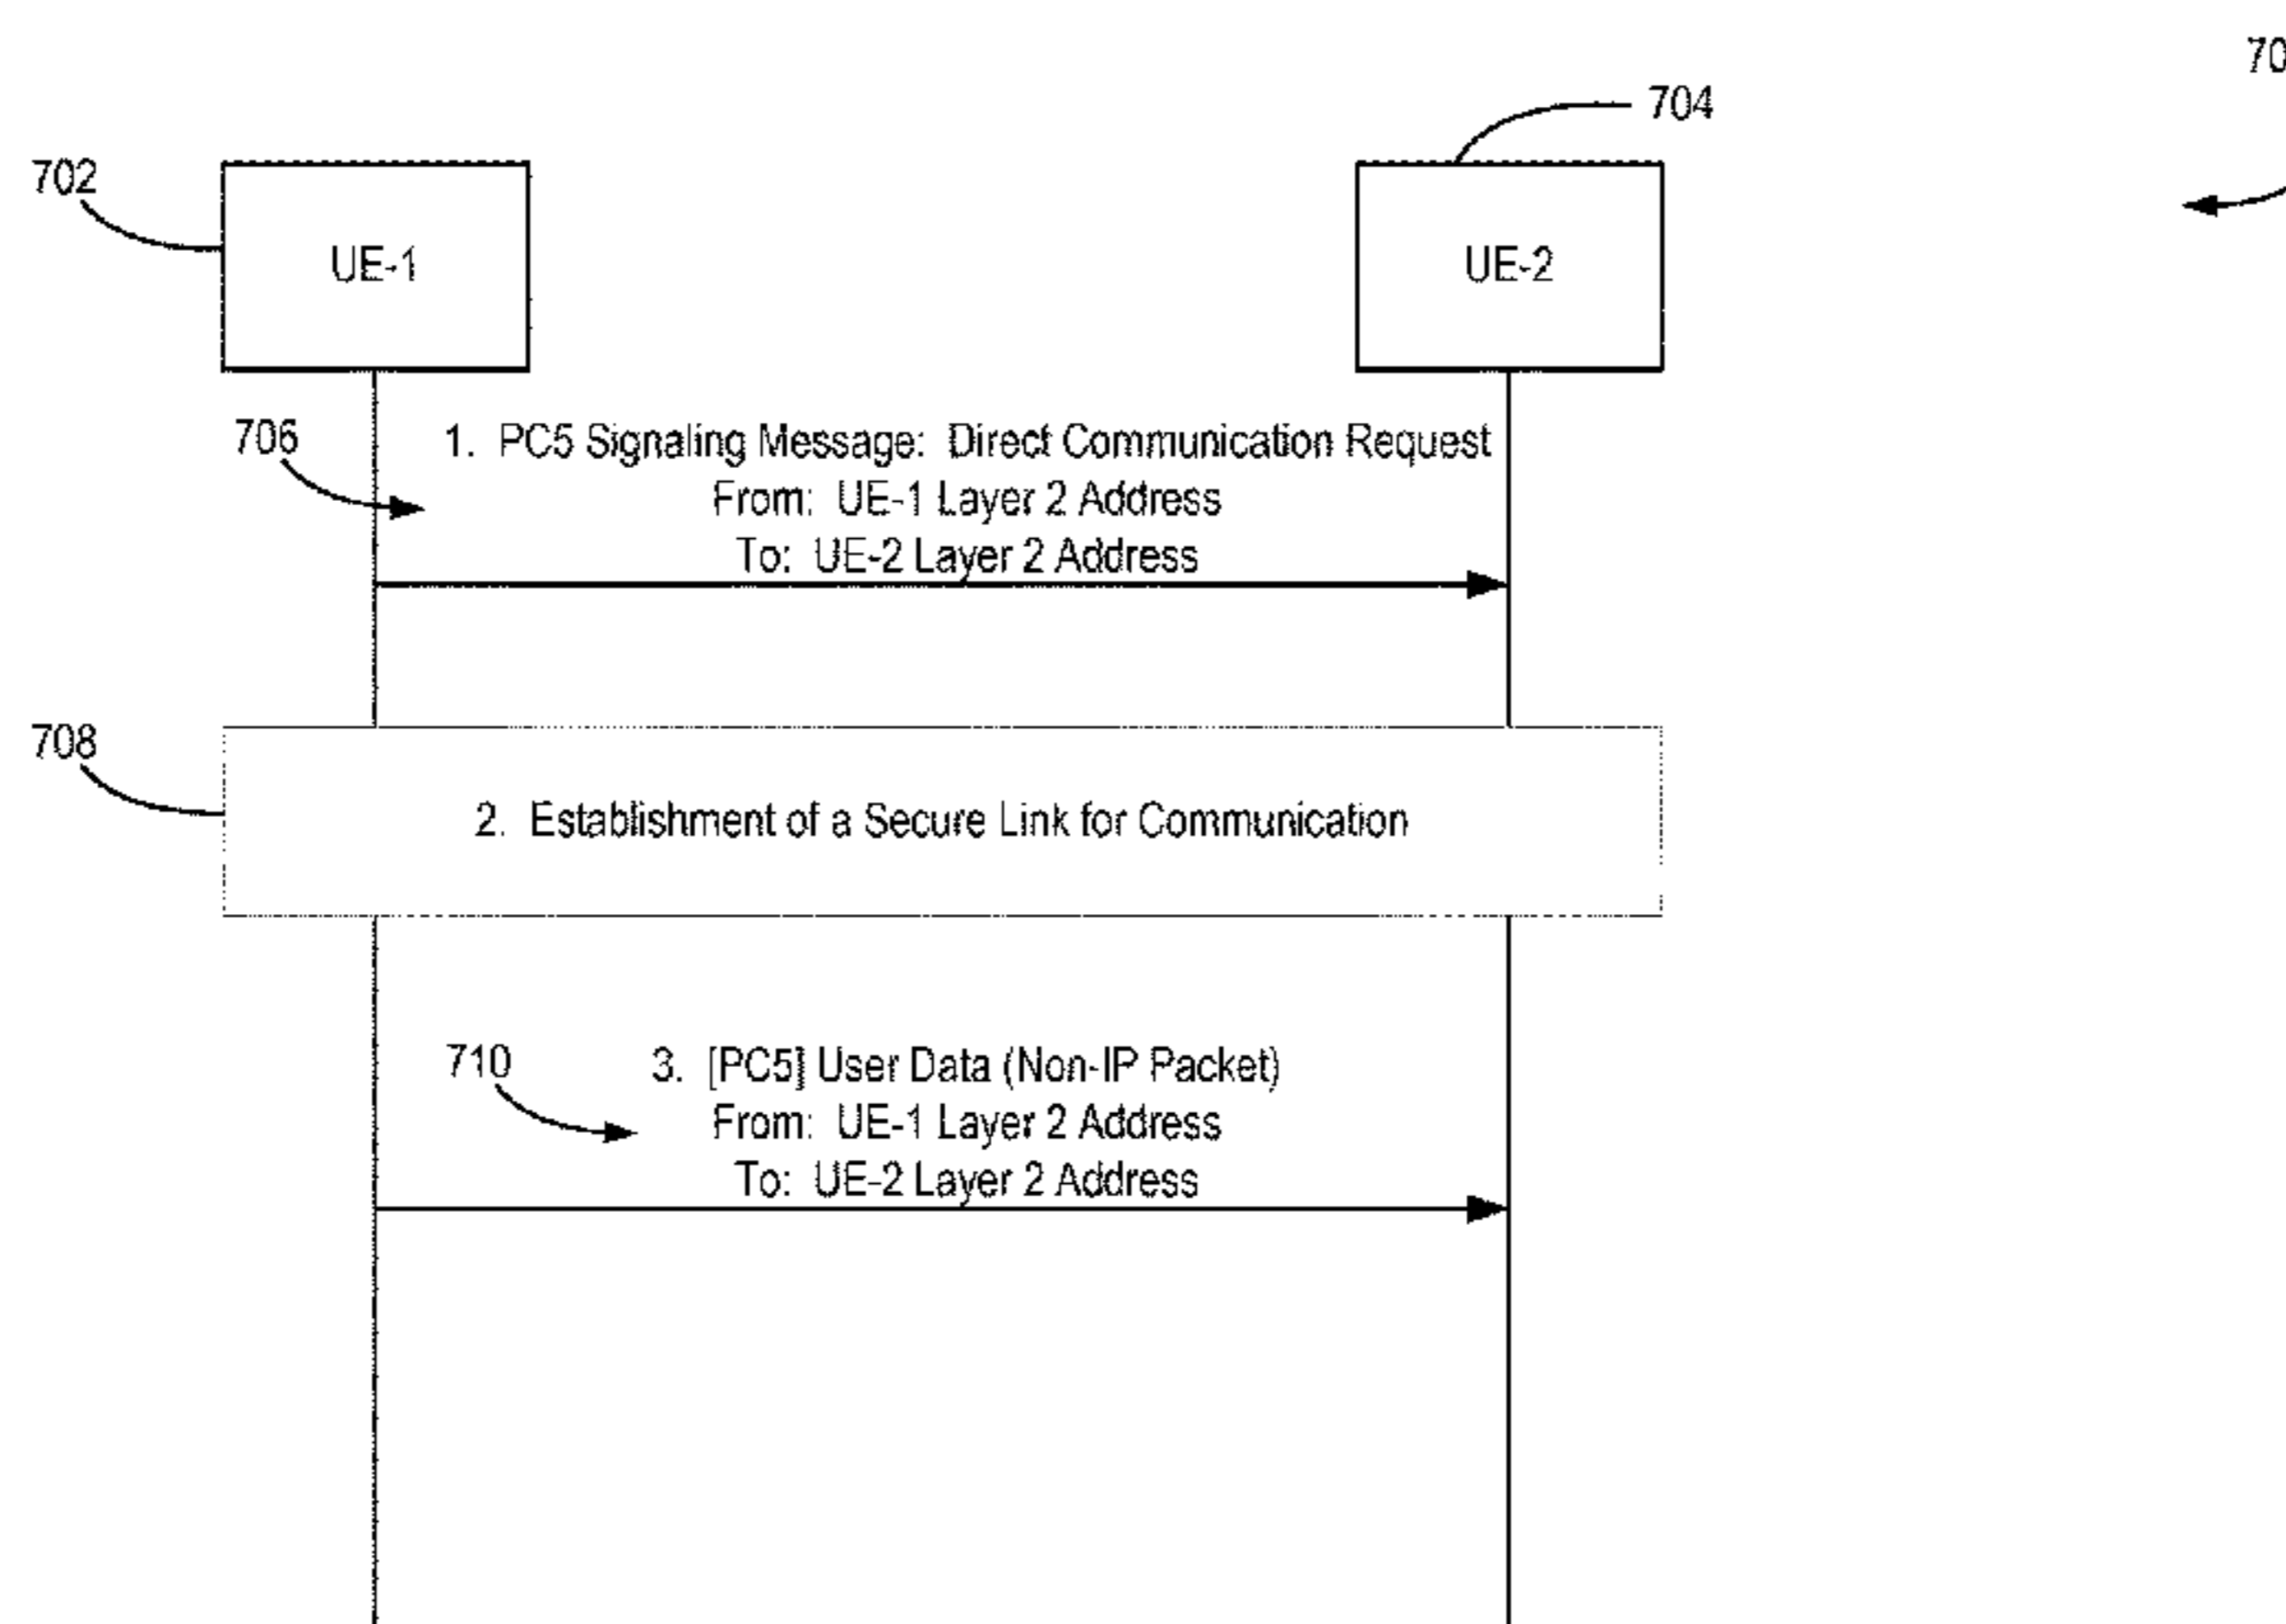 70
704
702
UE-1
UE-2
706
1. PC5 Signaling Message: Direct Communication Request
From: UE-1 Layer 2 Address
To: UE-2 Layer 2 Address
708
2. Establishment of a Secure Link for Communication
710
3. [PC5] User Data (Non-IP Packet)
From: UE-1 Layer 2 Address
To: UE-2 Layer 2 Address